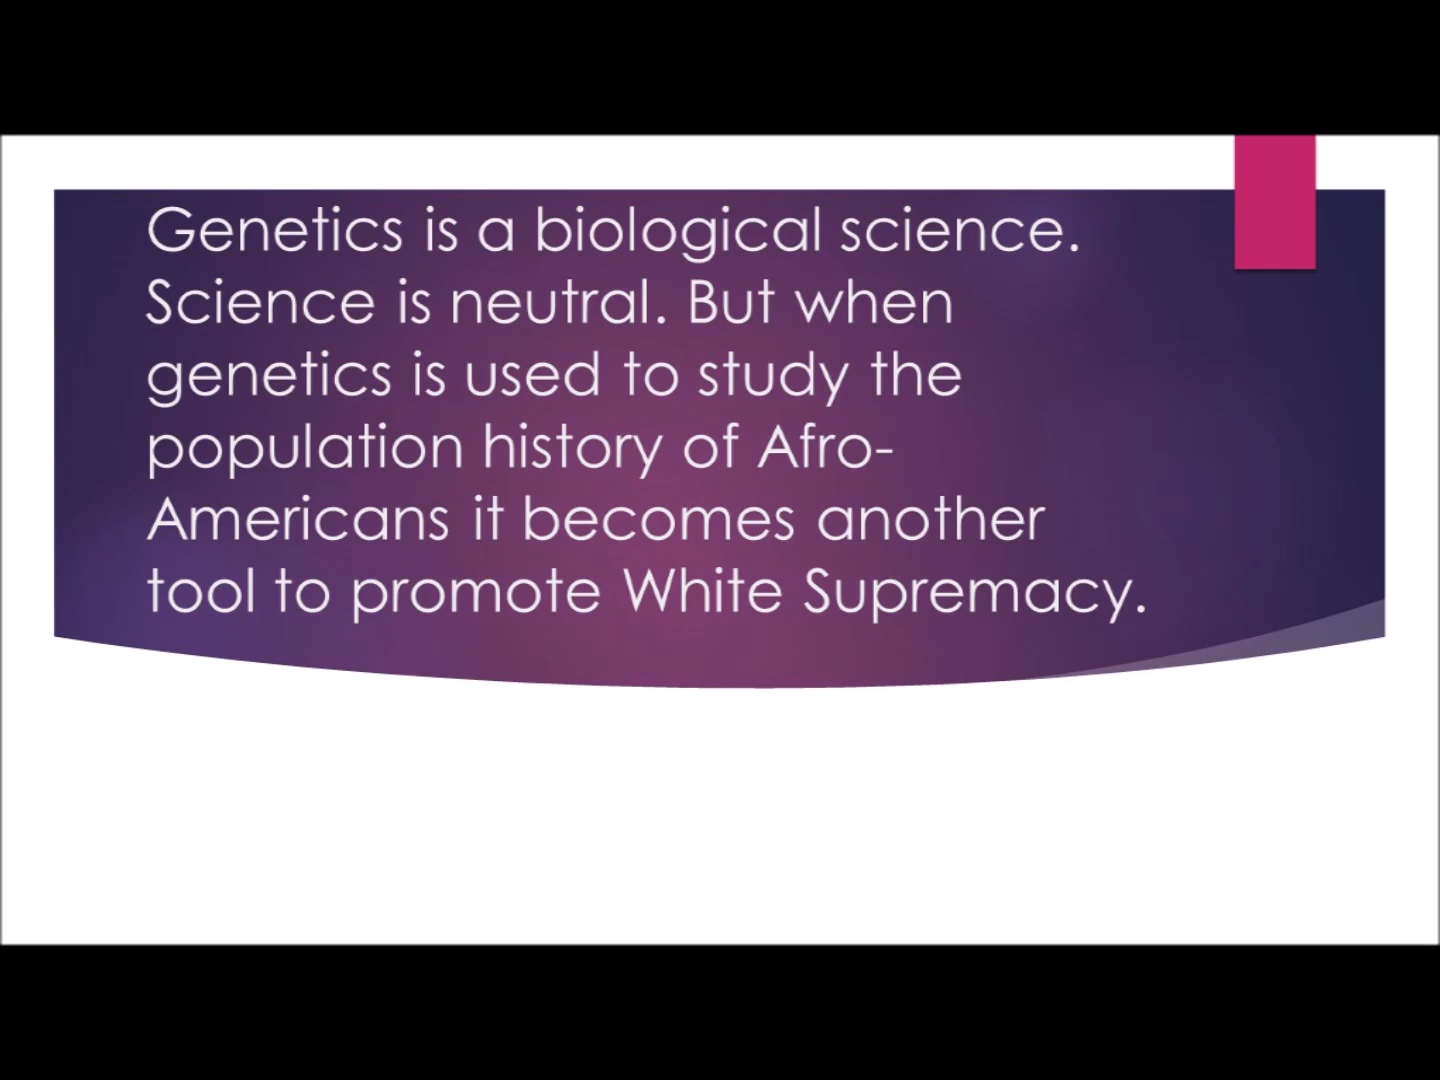 Genetics is a biological science.
Science is neutral. But when
genetics is used to study the
population history of Afro-
Americans it becomes another
tool to promote White Supremacy.